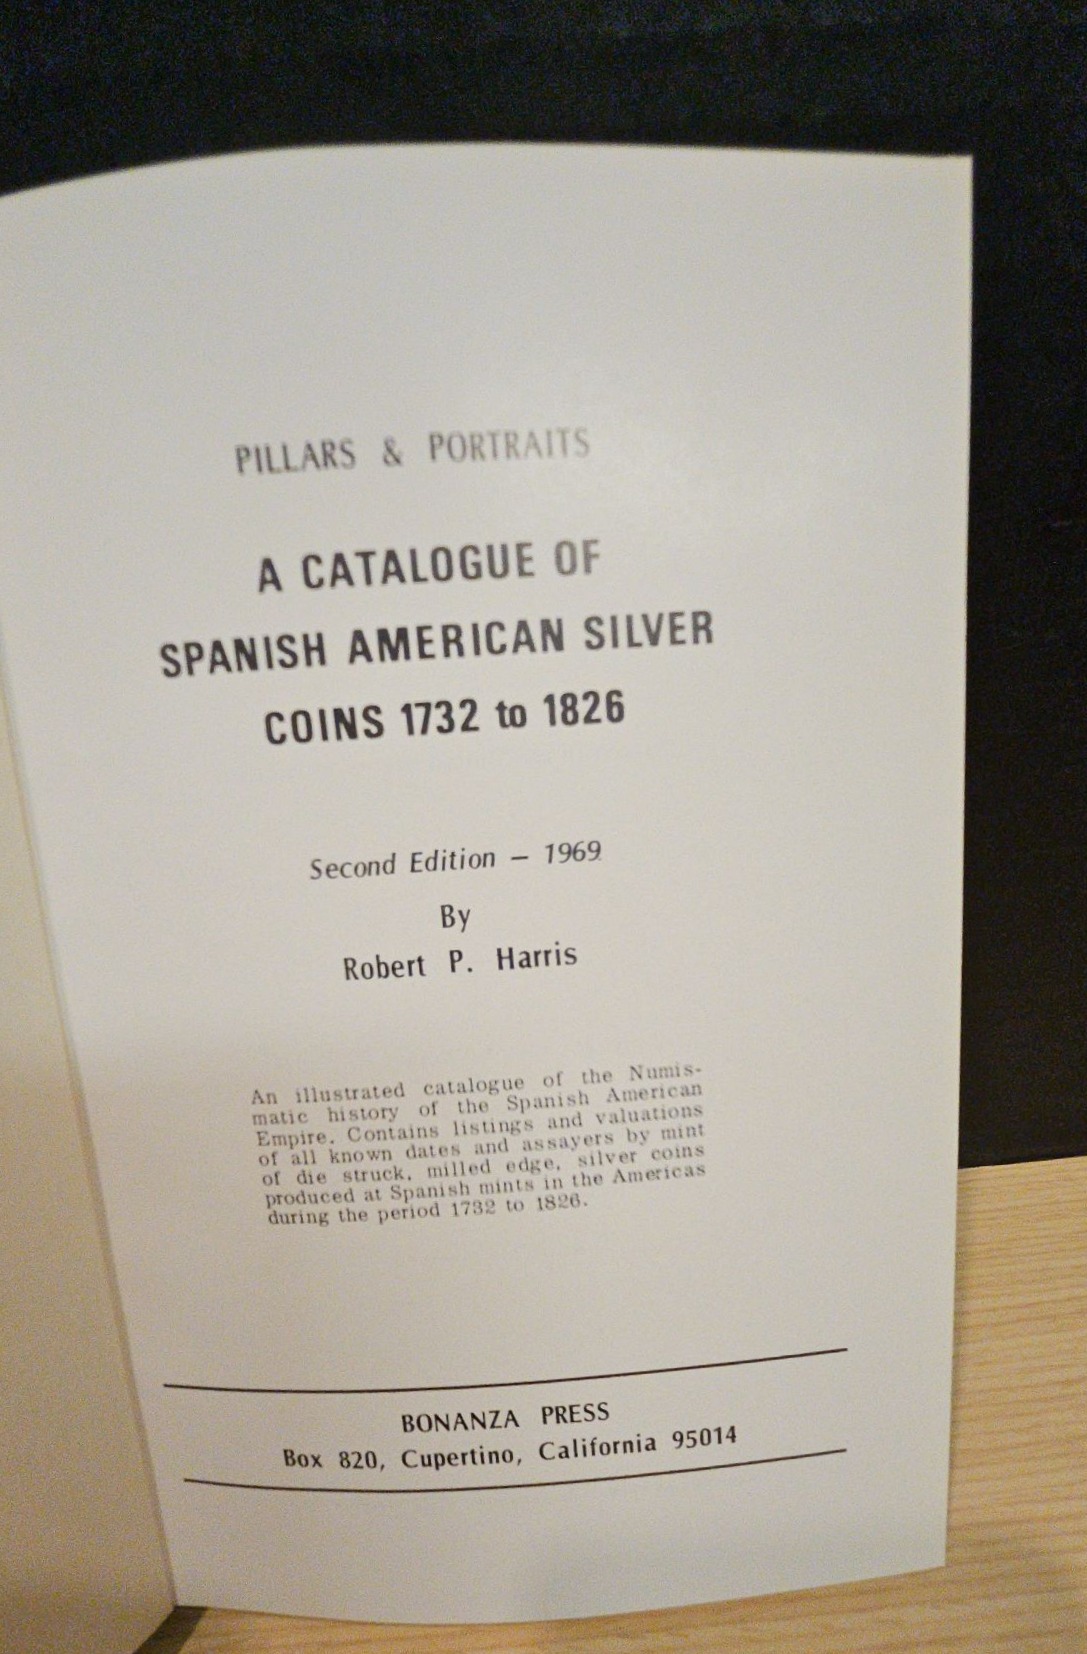 PILLARS & PORTRAITS
A CATALOGUE OF
SPANISH AMERICAN SILVER
COINS 1732 to 1826
Second Edition — 1969
By
Robert P. Harris
An illustrated catalogue of the Numis-
matic history of the Spanish American
Empire. Contains listings and valuations
of all known dates and assayers by mint
of die struck, milled edge, silver coins
produced at Spanish mints in the Americas
during the period 1732 to 1826.
BONANZA PRESS
Box 820, Cupertino, California 95014